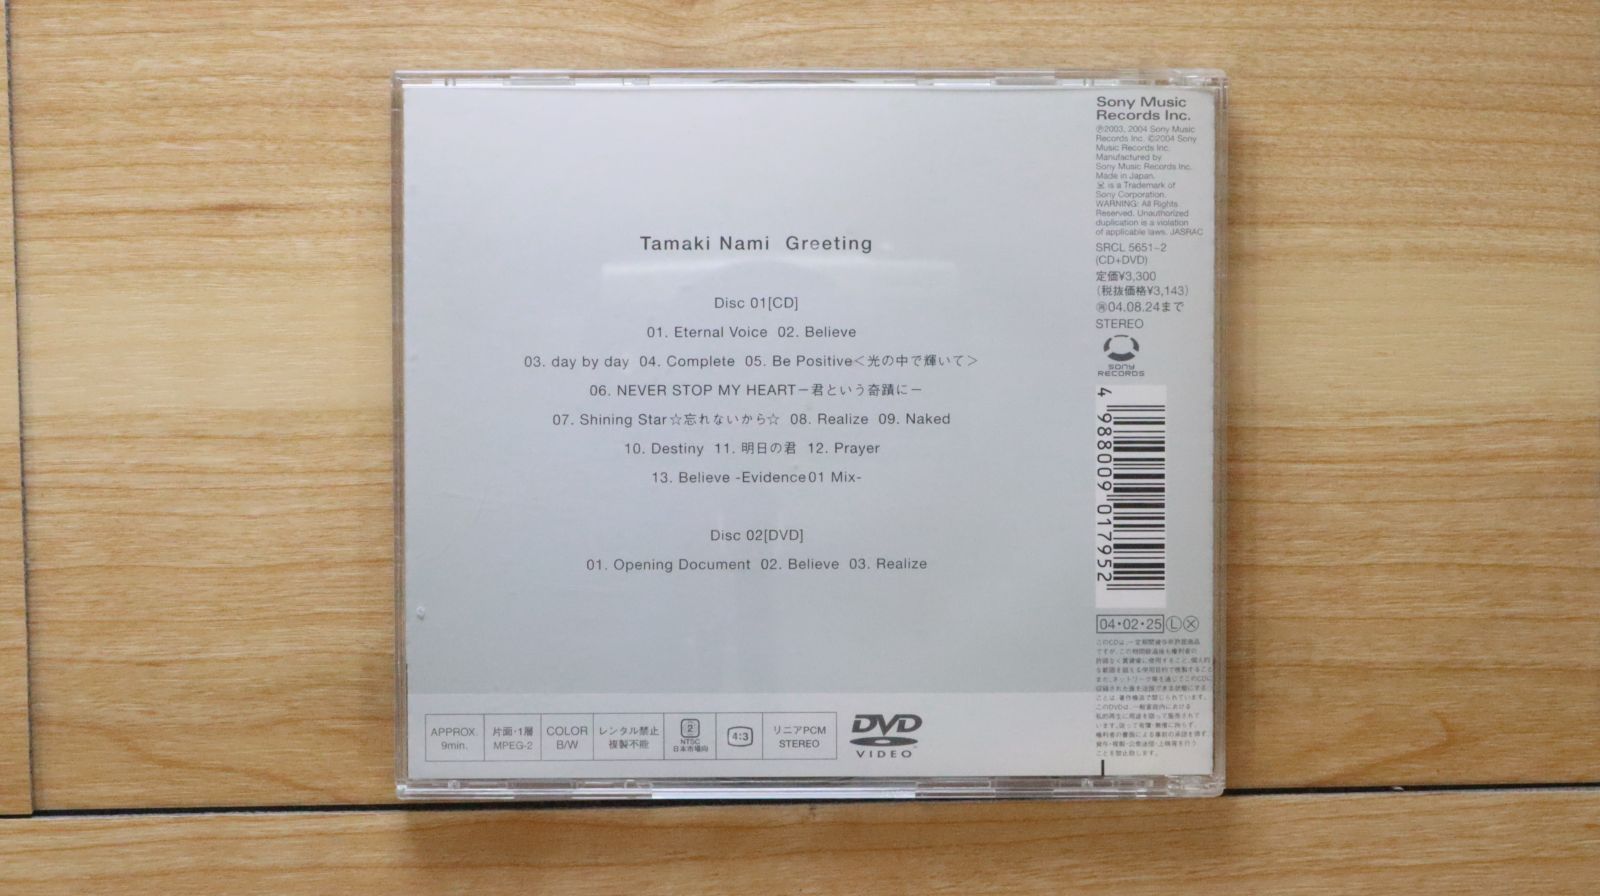 Tamaki Nami Greeting
Disc 01[CD]
01. Eternal Voice 02. Believe
03. day by day 04. Complete 05. Be Positive<光の中で輝いて>
06. NEVER STOP MY HEART－君という奇蹟に－
07. Shining Star☆忘れないから☆ 08. Realize 09. Naked
10. Destiny 11. 明日の君 12. Prayer
13. Believe -Evidence01 Mix-
Disc 02[DVD]
01. Opening Document 02. Believe 03. Realize
APPROX.
9min.
片面・1層
MPEG-2
COLOR
B/W
レンタル禁止
複製不能
2
NTSC
日本市場向
4:3
リニアPCM
STEREO
DVD
VIDEO
Sony Music
Records Inc.
℗2003, 2004 Sony Music
Records Inc. ©2004 Sony
Music Records Inc.
Manufactured by
Sony Music Records Inc.
Made in Japan.
is a Trademark of
Sony Corporation.
WARNING: All Rights
Reserved. Unauthorized
duplication is a violation
of applicable laws. JASRAC
SRCL 5651~2
(CD+DVD)
定価¥3,300
(税抜価格¥3,143)
04.08.24まで
STEREO
SONY
RECORDS
4 988009 017952
04・02・25 Ⓛ Ⓧ